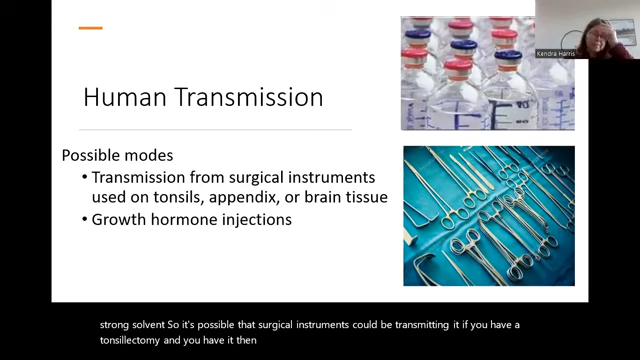 Kendra Harris
Human Transmission
Possible modes
• Transmission from surgical instruments
used on tonsils, appendix, or brain tissue
• Growth hormone injections
strong solvent So it's possible that surgical instruments could be transmitting it if you have a
tonsillectomy and you have it then